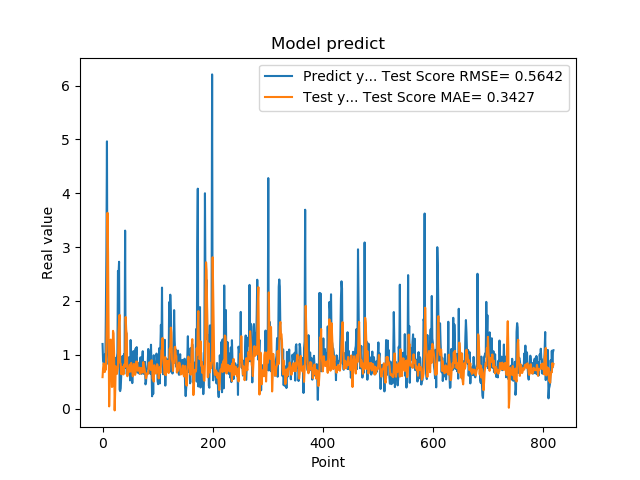 Model predict
Predict y... Test Score RMSE= 0.5642
Test y... Test Score MAE= 0.3427
6
5
4
3
2
1
0
Real value
0 200 400 600 800
Point